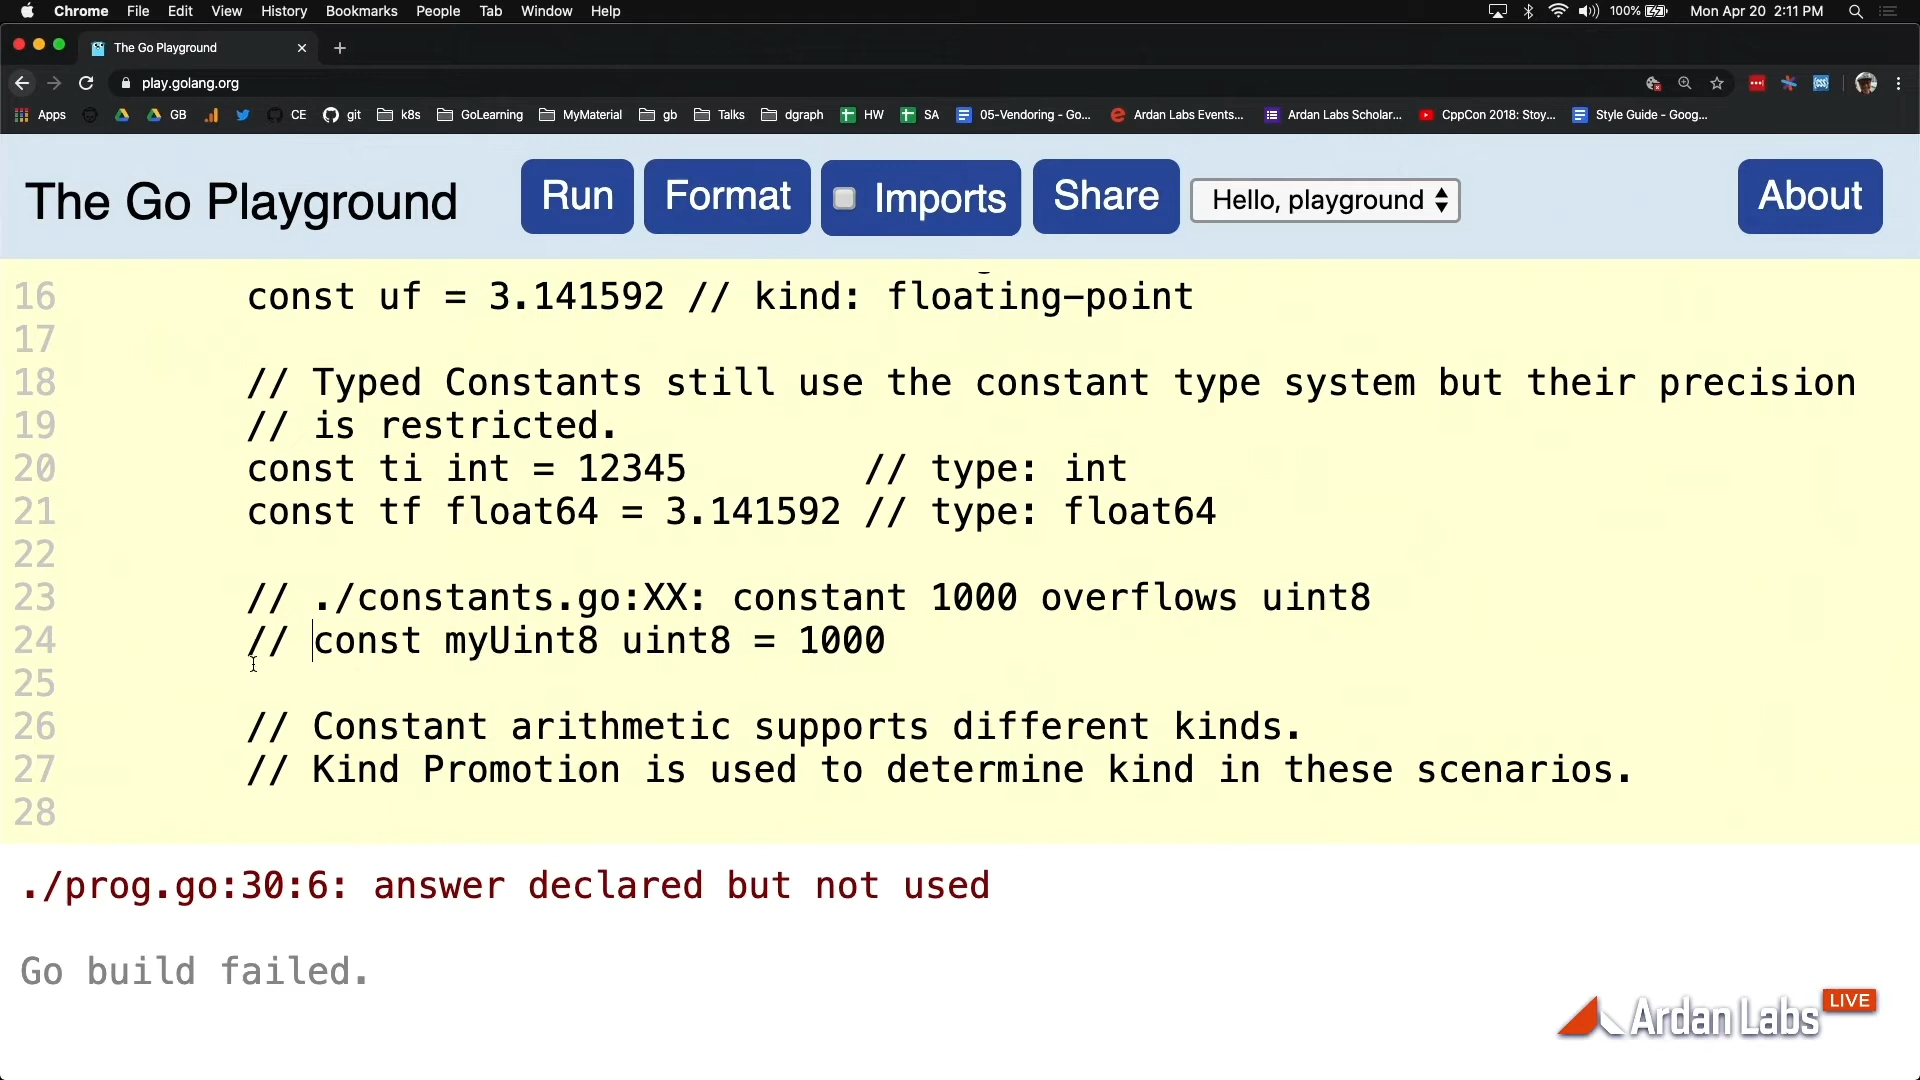 Chrome File Edit View History Bookmarks People Tab Window Help 100% Mon Apr 20 2:11 PM
The Go Playground
play.golang.org
Apps GB CE git k8s GoLearning MyMaterial gb Talks dgraph HW SA 05-Vendoring - Go... Ardan Labs Events... Ardan Labs Scholar... CppCon 2018: Stoy... Style Guide - Goog...
The Go Playground Run Format Imports Share Hello, playground About
16 const uf = 3.141592 // kind: floating-point
17
18 // Typed Constants still use the constant type system but their precision
19 // is restricted.
20 const ti int = 12345 // type: int
21 const tf float64 = 3.141592 // type: float64
22
23 // ./constants.go:XX: constant 1000 overflows uint8
24 // const myUint8 uint8 = 1000
25
26 // Constant arithmetic supports different kinds.
27 // Kind Promotion is used to determine kind in these scenarios.
28
./prog.go:30:6: answer declared but not used
Go build failed.
Ardan Labs LIVE